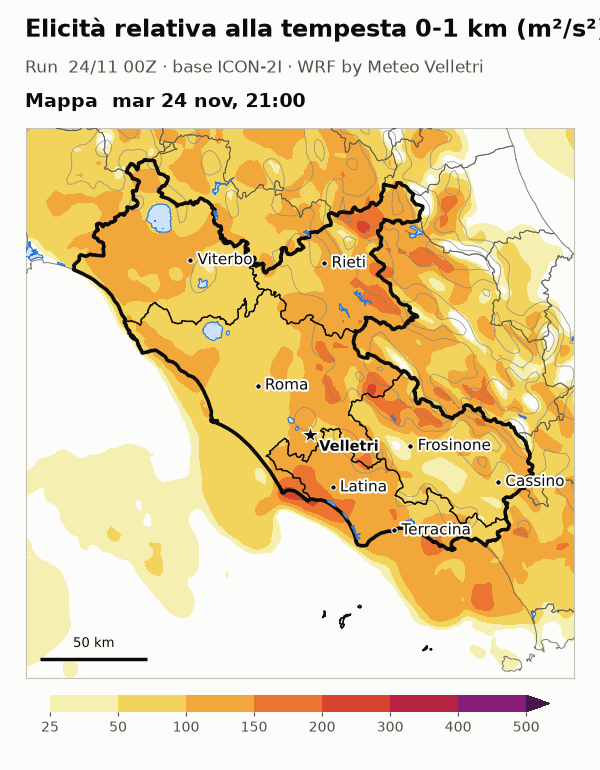 Elicità relativa alla tempesta 0-1 km (m²/s²)
Run 24/11 00Z · base ICON-2I · WRF by Meteo Velletri
Mappa mar 24 nov, 21:00
Viterbo
Rieti
Roma
Velletri
Frosinone
Latina
Cassino
Terracina
50 km
25 50 100 150 200 300 400 500